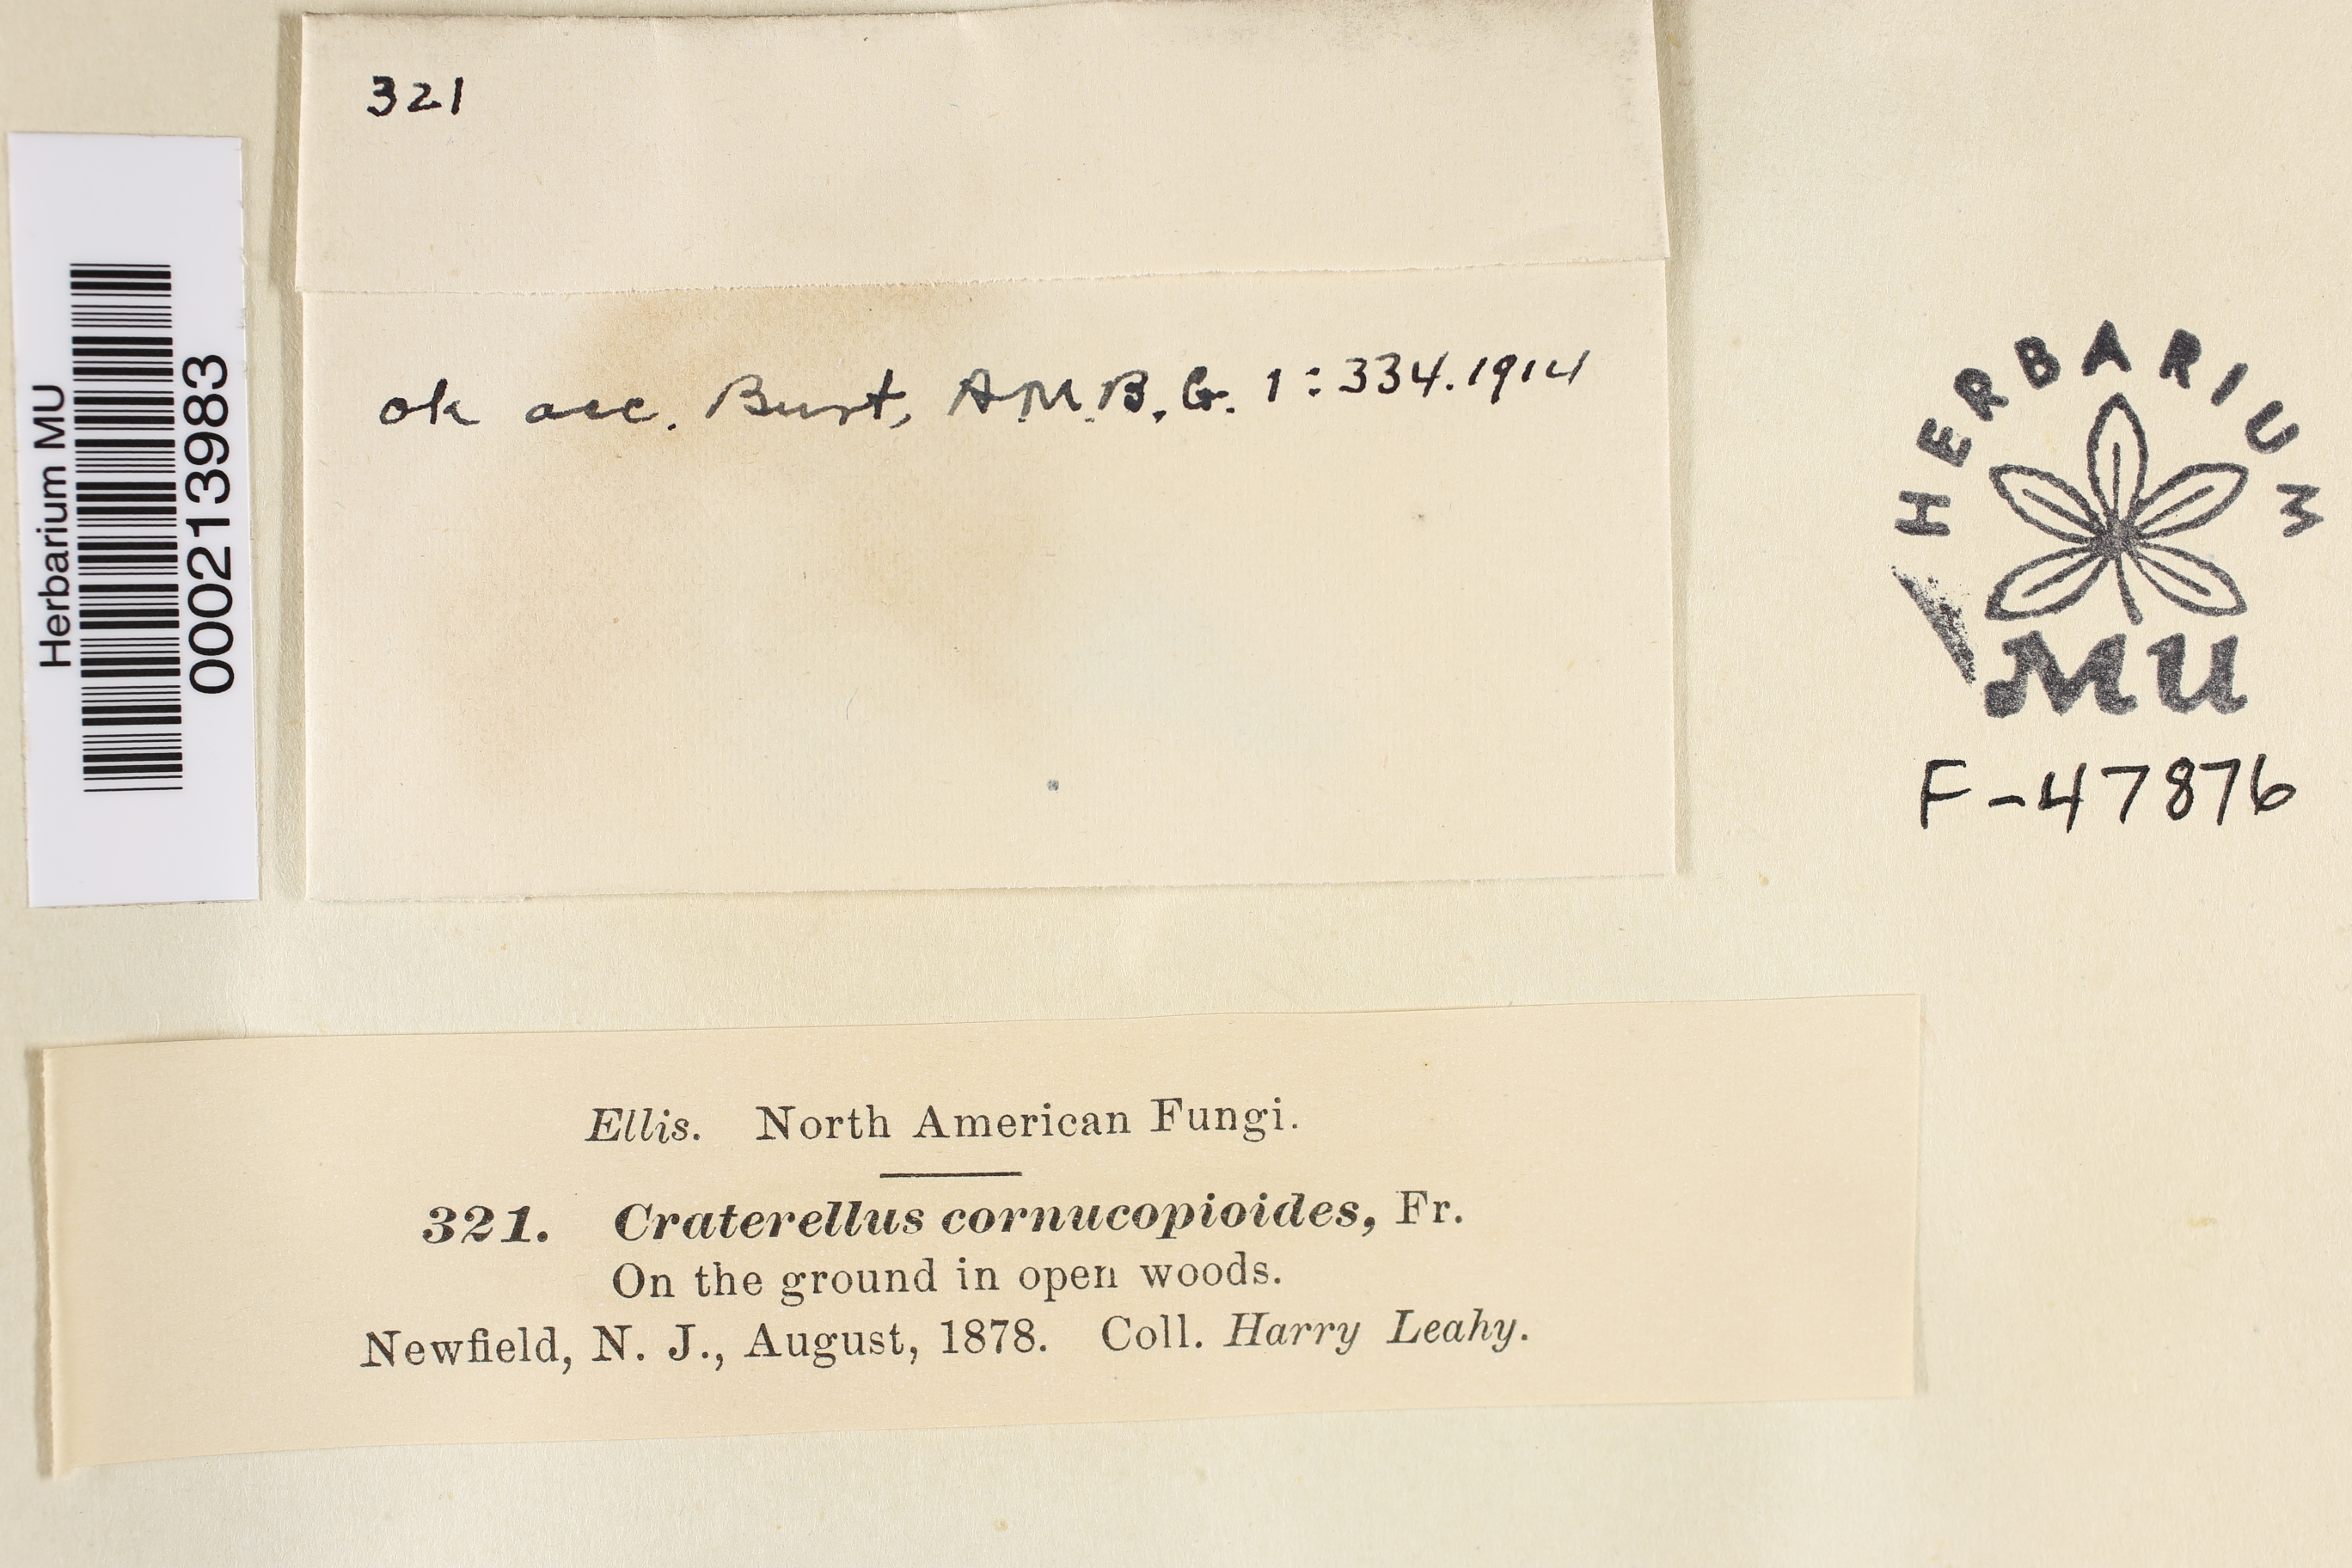 321
ok acc. Burt, A.M.B.G. 1:334.1914
Herbarium MU
000213983
HERBARIUM
MU
F-47876
Ellis. North American Fungi.
321. Craterellus cornucopioides, Fr.
On the ground in open woods.
Newfield, N. J., August, 1878. Coll. Harry Leahy.